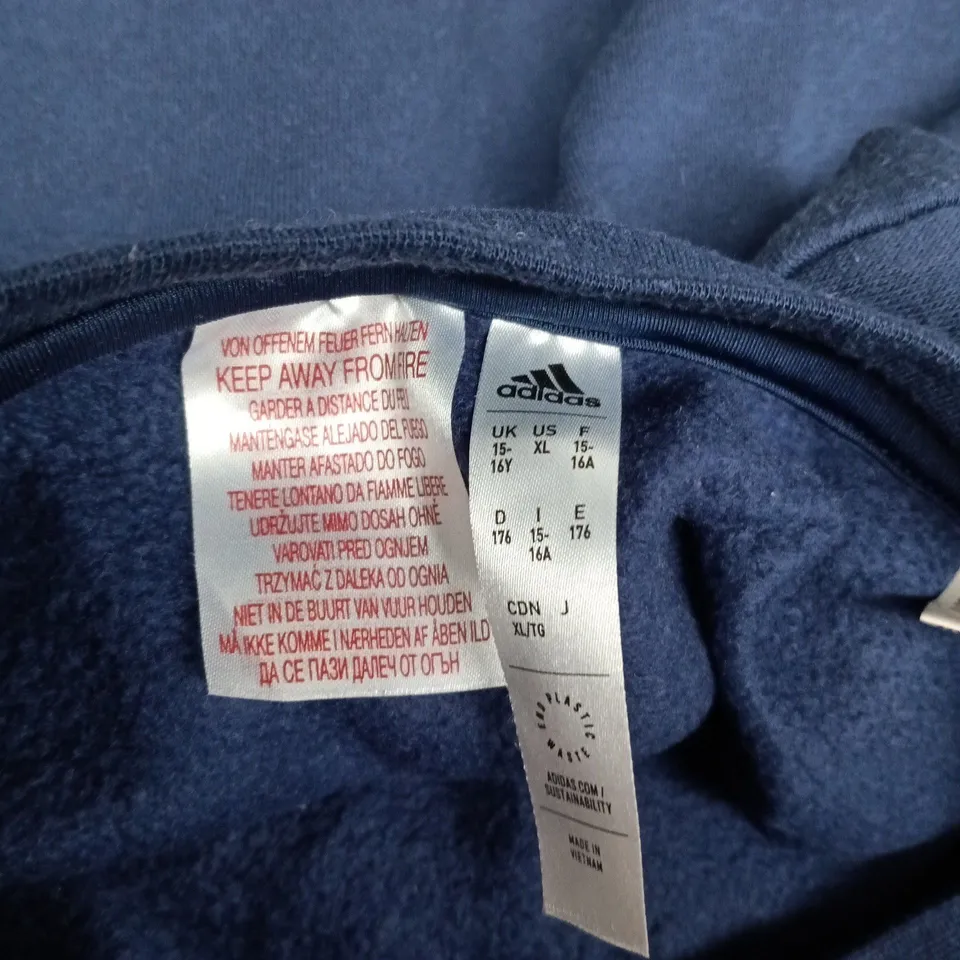 VON OFFENEM FEUER FERN HALTEN
KEEP AWAY FROM FIRE
GARDER A DISTANCE DU FEU
MANTENGASE ALEJADO DEL FUEGO
MANTER AFASTADO DO FOGO
TENERE LONTANO DA FIAMME LIBERE
UDRŽUJTE MIMO DOSAH OHNĚ
VAROVATI PRED OGNJEM
TRZYMAĆ Z DALEKA OD OGNIA
NIET IN DE BUURT VAN VUUR HOUDEN
MÅ IKKE KOMME I NÆRHEDEN AF ÅBEN ILD
ДА СЕ ПАЗИ ДАЛЕЧ ОТ ОГЪН
adidas
UK US F
15-16Y XL 15-16A
D I E
176 15-16A 176
CDN J
XL/TG
END PLASTIC WASTE
ADIDAS.COM/
SUSTAINABILITY
MADE IN
VIETNAM